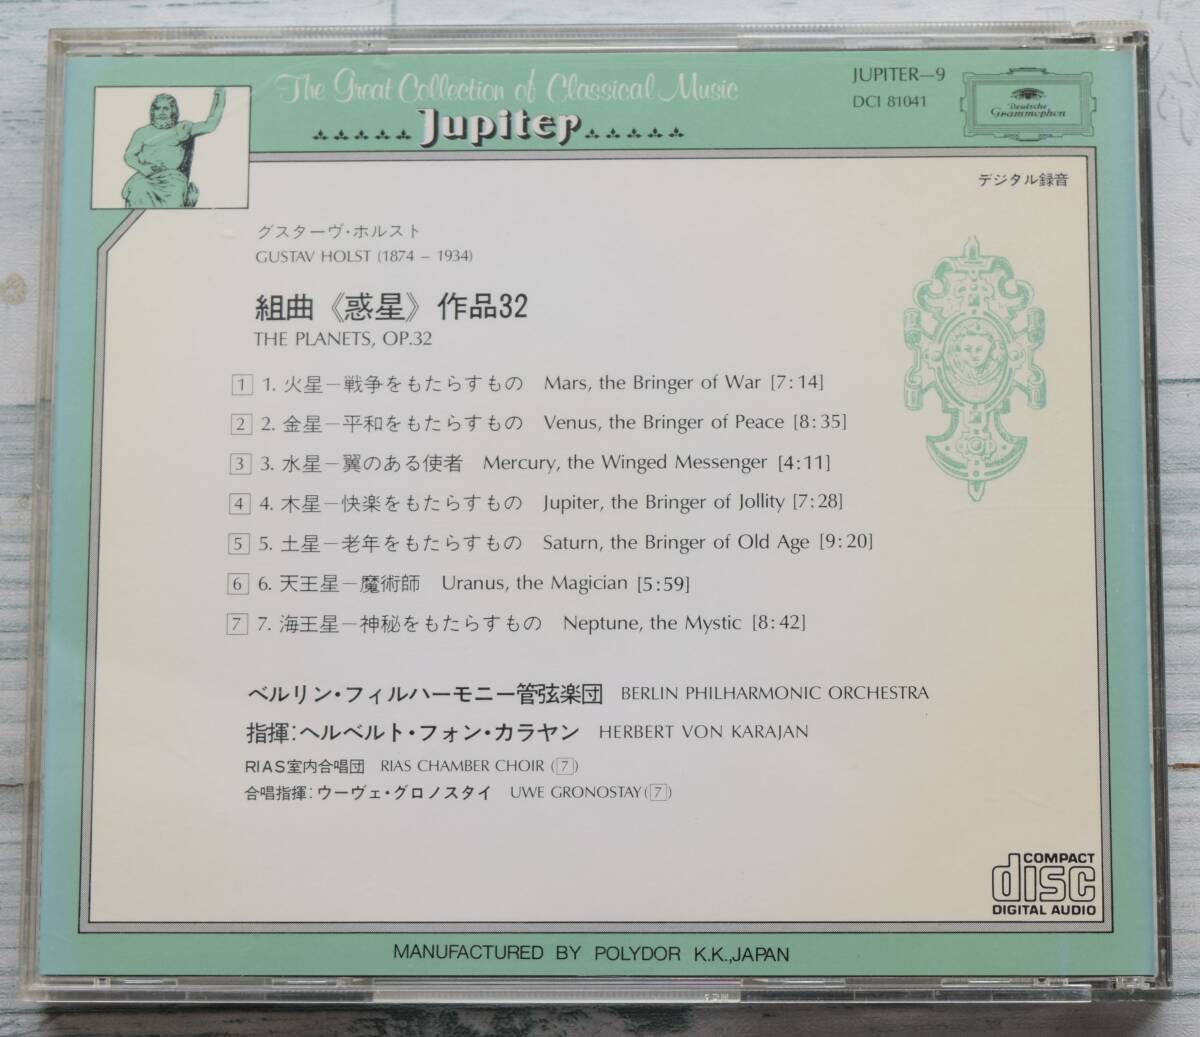 The Great Collection of Classical Music
Jupiter
JUPITER—9
DCI 81041
Deutsche
Grammophon
デジタル録音
グスターヴ・ホルスト
GUSTAV HOLST (1874 – 1934)
組曲《惑星》作品32
THE PLANETS, OP.32
1 1. 火星—戦争をもたらすもの Mars, the Bringer of War [7:14]
2 2. 金星—平和をもたらすもの Venus, the Bringer of Peace [8:35]
3 3. 水星—翼のある使者 Mercury, the Winged Messenger [4:11]
4 4. 木星—快楽をもたらすもの Jupiter, the Bringer of Jollity [7:28]
5 5. 土星—老年をもたらすもの Saturn, the Bringer of Old Age [9:20]
6 6. 天王星—魔術師 Uranus, the Magician [5:59]
7 7. 海王星—神秘をもたらすもの Neptune, the Mystic [8:42]
ベルリン・フィルハーモニー管弦楽団 BERLIN PHILHARMONIC ORCHESTRA
指揮:ヘルベルト・フォン・カラヤン HERBERT VON KARAJAN
RIAS室内合唱団 RIAS CHAMBER CHOIR (7)
合唱指揮:ウーヴェ・グロノスタイ UWE GRONOSTAY (7)
COMPACT
disc
DIGITAL AUDIO
MANUFACTURED BY POLYDOR K.K.,JAPAN